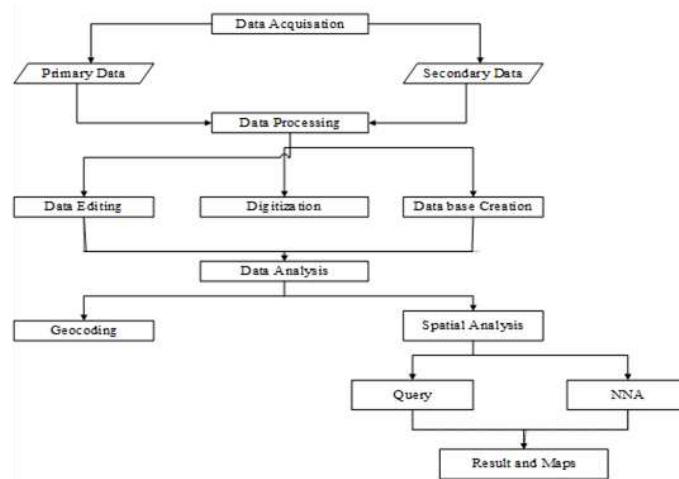 Data Acquisation
Primary Data
Secondary Data
Data Processing
Data Editing
Digitization
Data base Creation
Data Analysis
Geocoding
Spatial Analysis
Query
NNA
Result and Maps